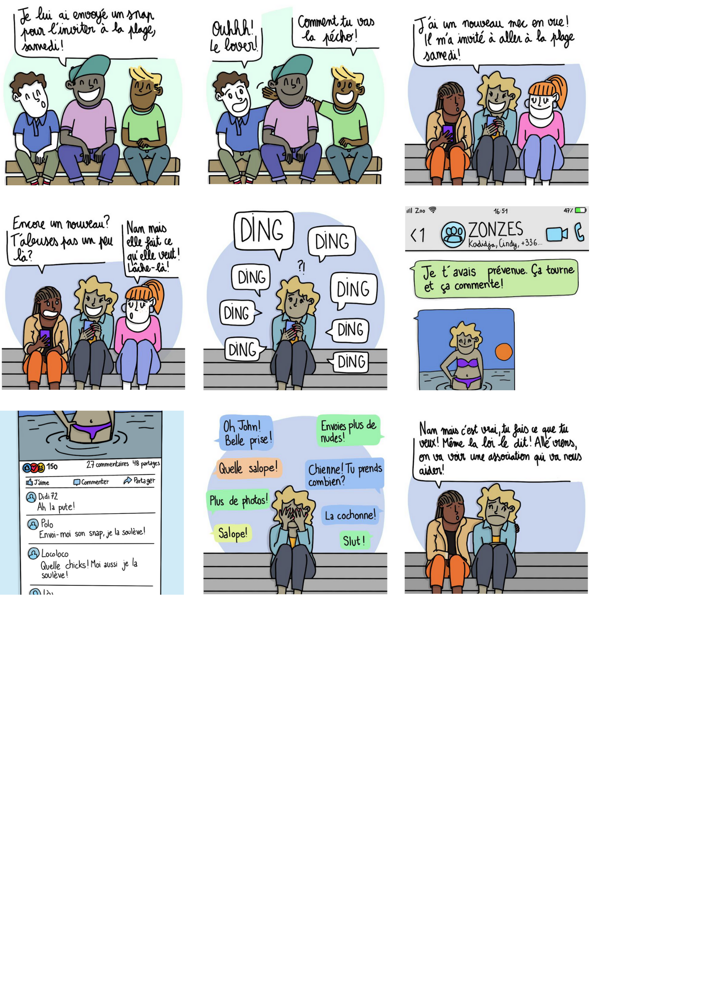 Je lui ai envoyé un snap
pour l'inviter à la plage,
samedi!
Ouhhh!
Le lover!
Comment tu vas
la pécho!
J'ai un nouveau mec en vue!
Il m'a invité à aller à la plage
samedi!
Encore un nouveau?
T'abuses pas un peu
là?
Nan mais
elle fait ce
qu'elle veut!
Lâche-là!
DING
DING
?!
DING
DING
DING
DING
DING
DING
Zoo
16:51
47%
<1
ZONZES
Kadidja, Cindy, +336...
Je t'avais prévenue. Ça tourne
et ça commente!
150
27 commentaires 48 partages
J'aime
Commenter
Partager
Didi 72
Ah la pute!
Polo
Envoi-moi son snap, je la soulève!
Locoloco
Quelle chicks! Moi aussi je la
soulève!
Oh John!
Belle prise!
Envoies plus de
nudes!
Quelle salope!
Chienne! Tu prends
combien?
Plus de photos!
La cochonne!
Salope!
Slut!
Nan mais c'est vrai, tu fais ce que tu
veux! Même la loi le dit! Allé viens,
on va voir une association qui va nous
aider!